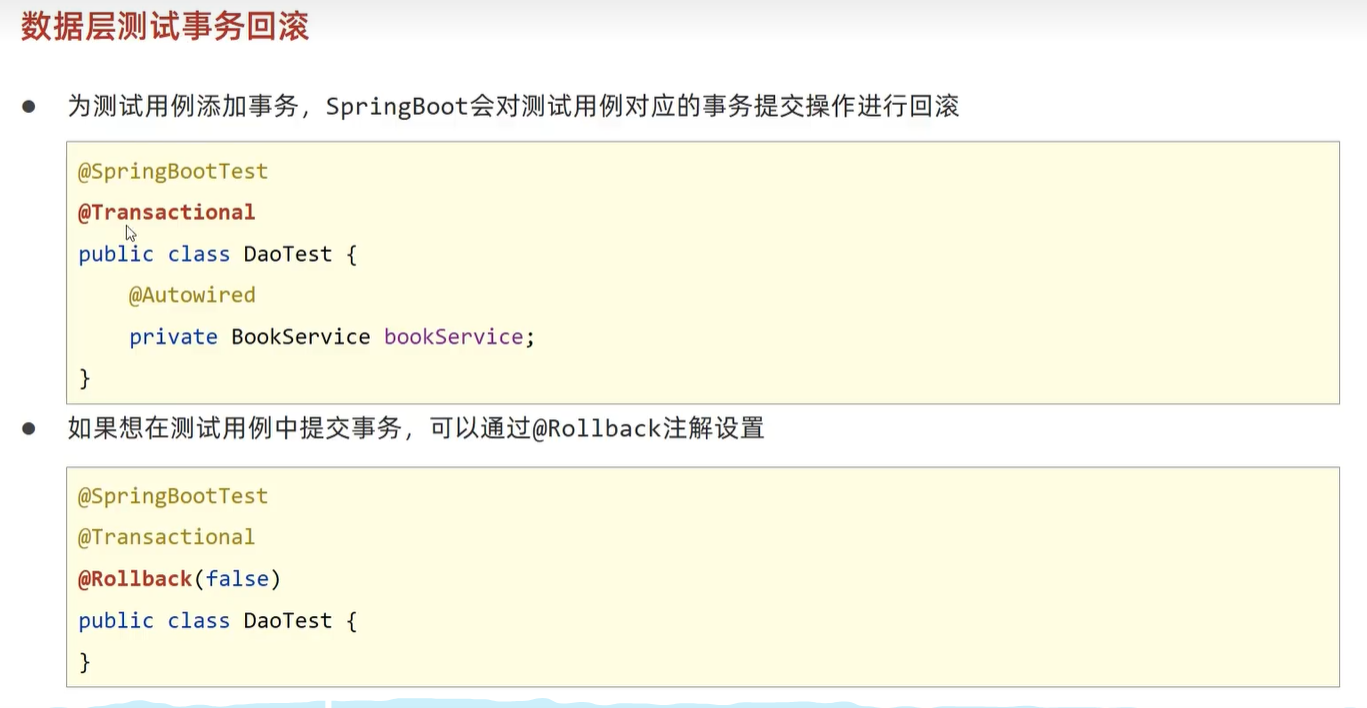 数据层测试事务回滚
● 为测试用例添加事务，SpringBoot会对测试用例对应的事务提交操作进行回滚
@SpringBootTest
@Transactional
public class DaoTest {
    @Autowired
    private BookService bookService;
}
● 如果想在测试用例中提交事务，可以通过@Rollback注解设置
@SpringBootTest
@Transactional
@Rollback(false)
public class DaoTest {
}